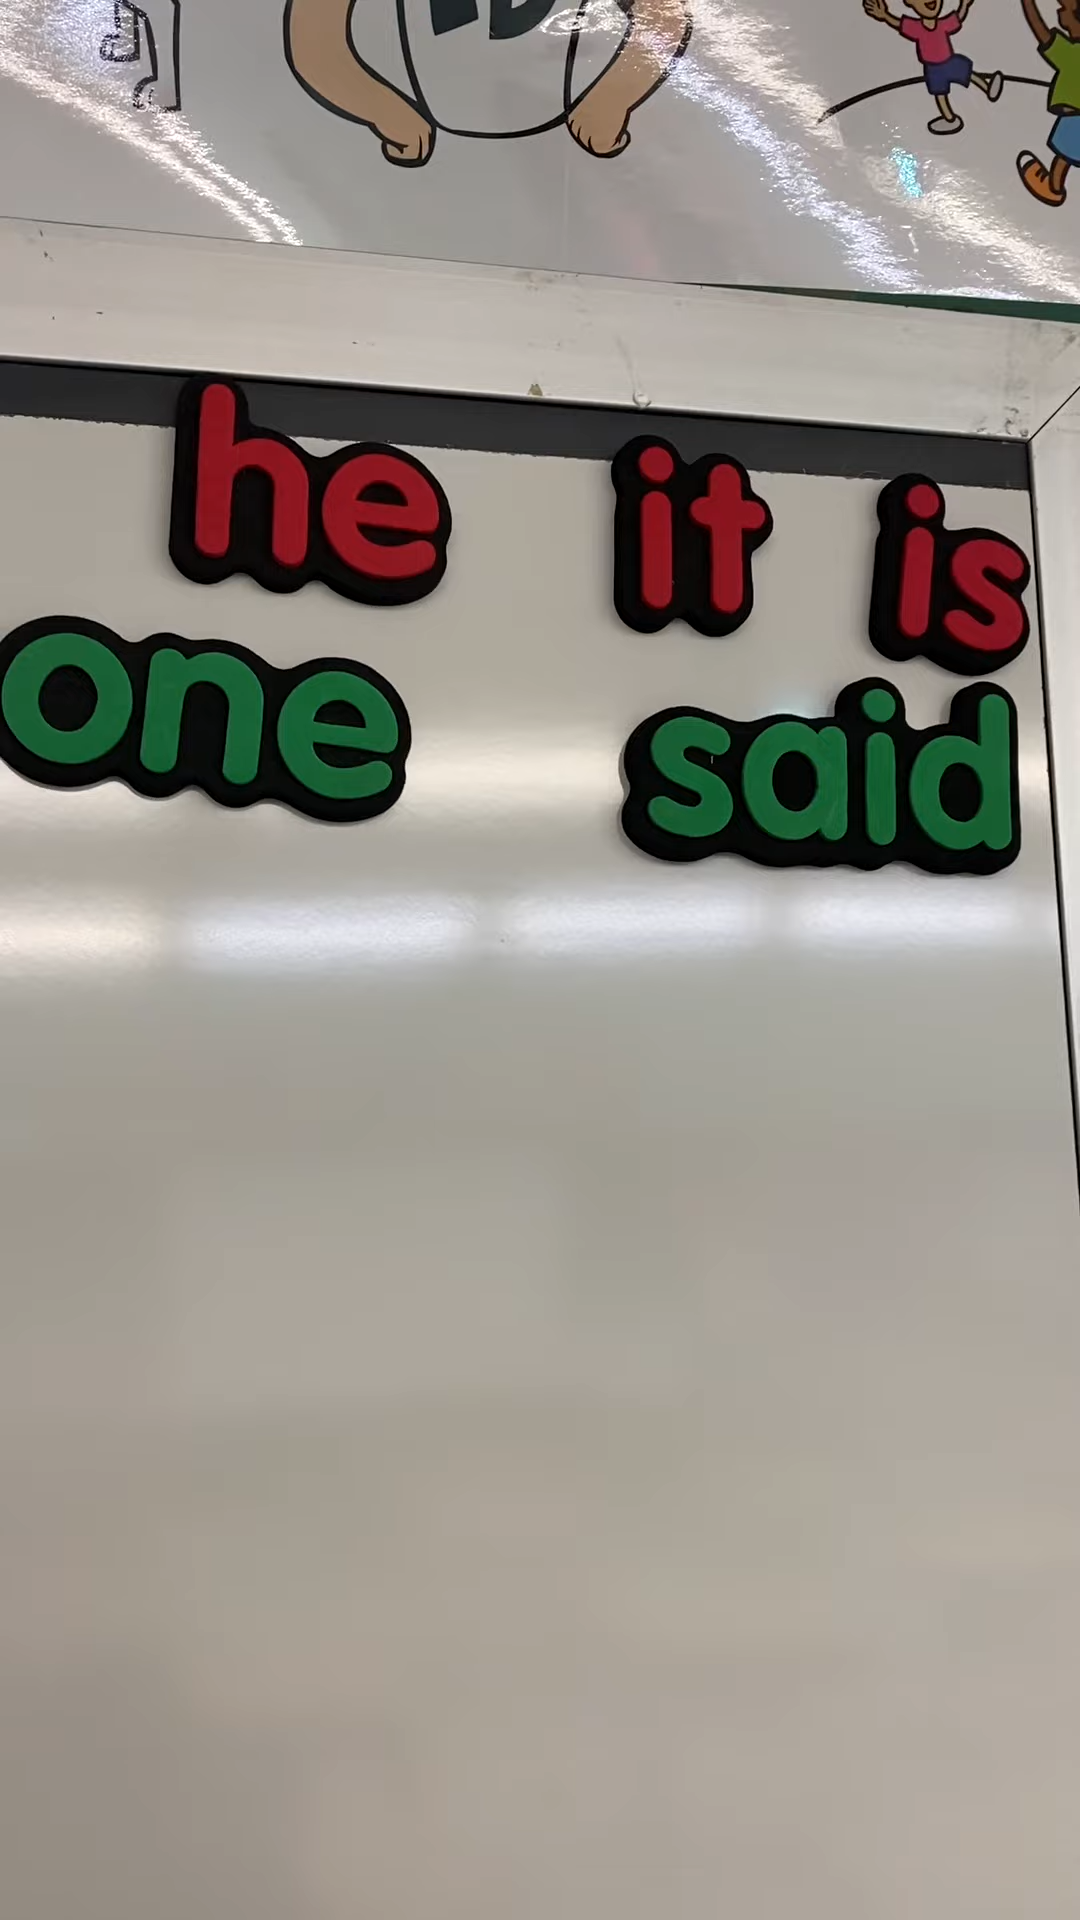 he it is
one said